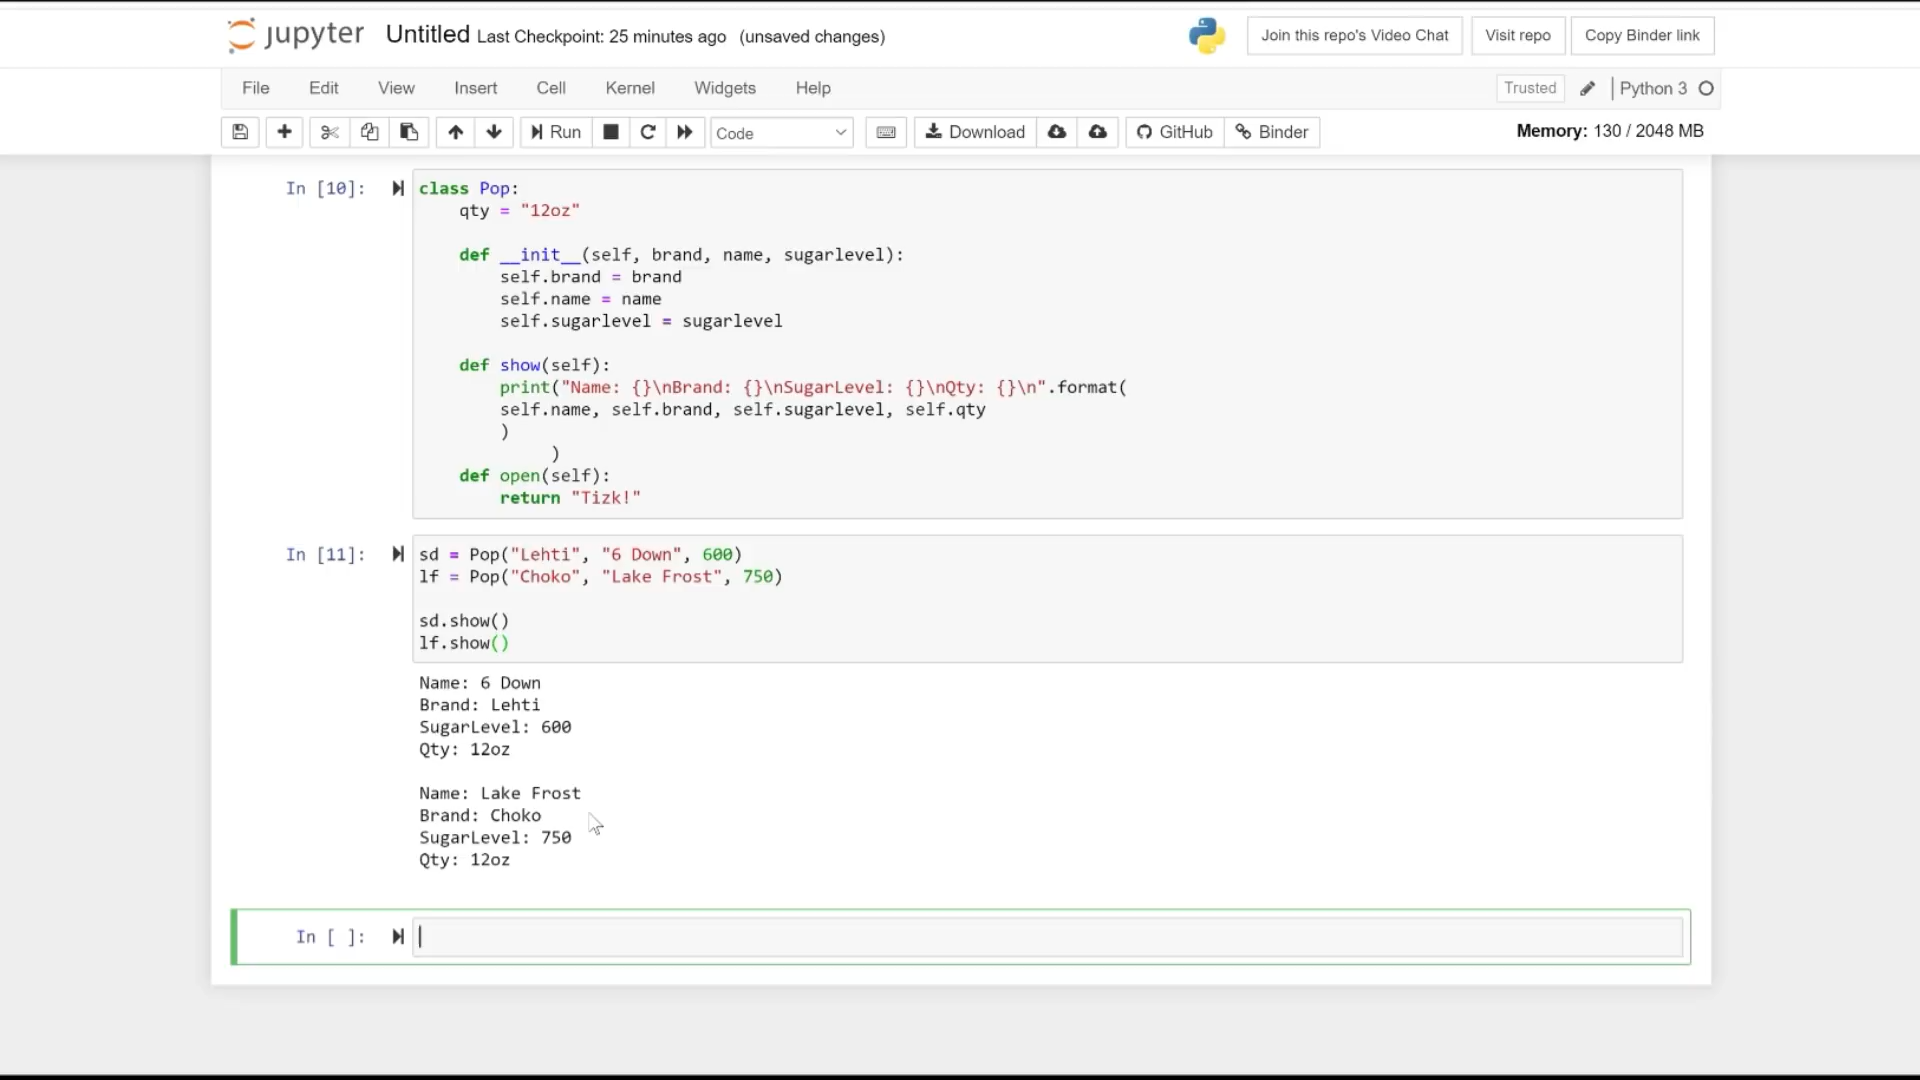 jupyter Untitled Last Checkpoint: 25 minutes ago (unsaved changes) Join this repo's Video Chat Visit repo Copy Binder link
File Edit View Insert Cell Kernel Widgets Help Trusted Python 3
Run Code Download GitHub Binder Memory: 130 / 2048 MB
In [10]: class Pop:
    qty = "12oz"
    def __init__(self, brand, name, sugarlevel):
        self.brand = brand
        self.name = name
        self.sugarlevel = sugarlevel
    def show(self):
        print("Name: {}\nBrand: {}\nSugarLevel: {}\nQty: {}\n".format(
        self.name, self.brand, self.sugarlevel, self.qty
        )
             )
    def open(self):
        return "Tizk!"
In [11]: sd = Pop("Lehti", "6 Down", 600)
lf = Pop("Choko", "Lake Frost", 750)
sd.show()
lf.show()
Name: 6 Down
Brand: Lehti
SugarLevel: 600
Qty: 12oz
Name: Lake Frost
Brand: Choko
SugarLevel: 750
Qty: 12oz
In [ ]: